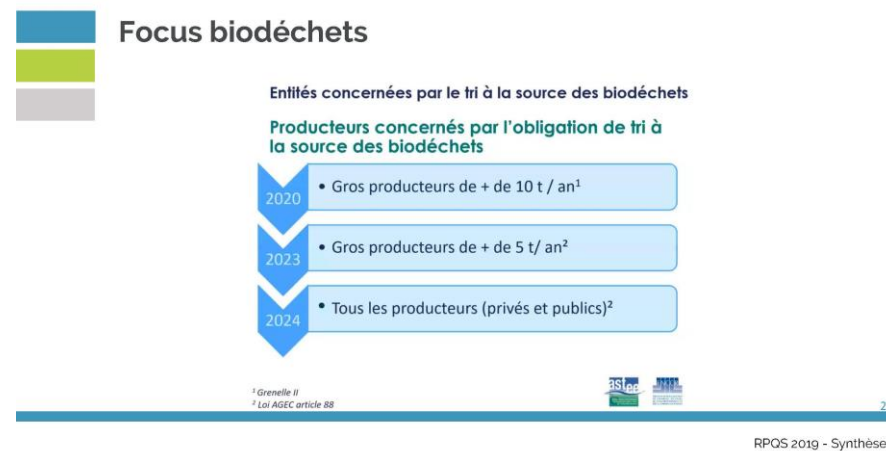 Focus biodéchets
Entités concernées par le tri à la source des biodéchets
Producteurs concernés par l'obligation de tri à
la source des biodéchets
2020
• Gros producteurs de + de 10 t / an¹
2023
• Gros producteurs de + de 5 t/ an²
2024
• Tous les producteurs (privés et publics)²
¹ Grenelle II
² Loi AGEC article 88
astee
2
RPQS 2019 - Synthèse